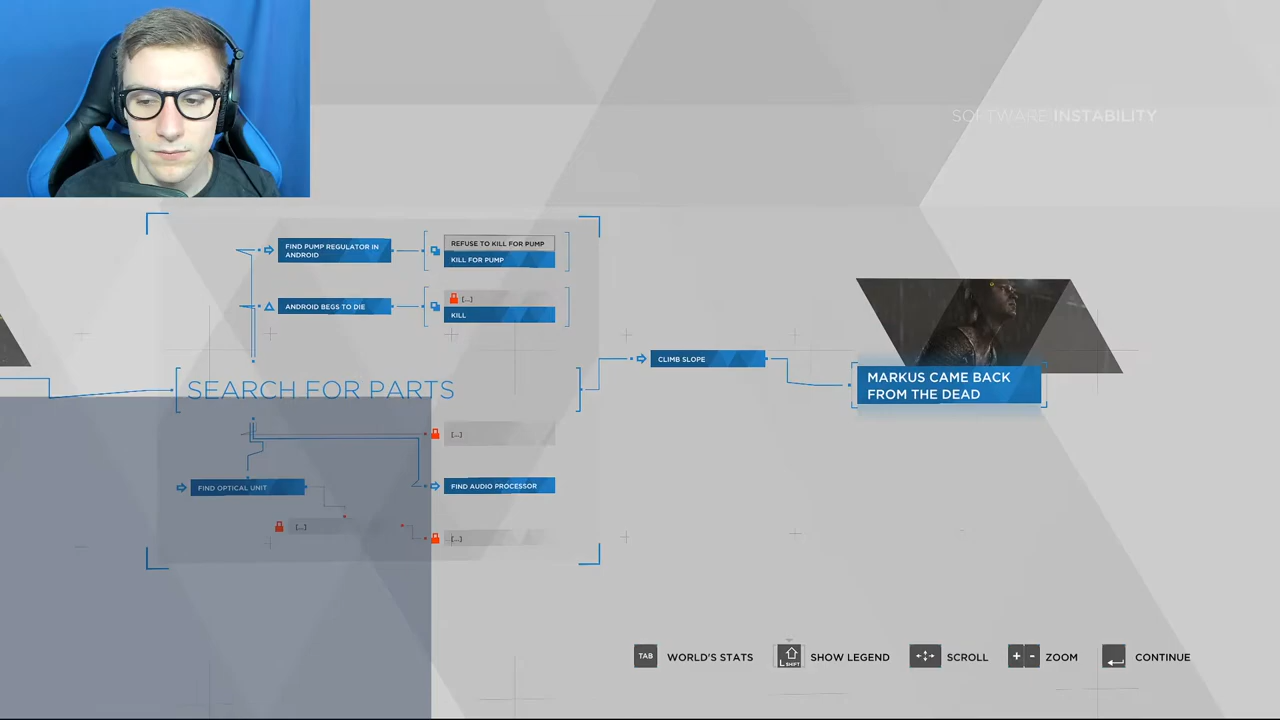 SOFTWARE INSTABILITY
FIND PUMP REGULATOR IN
ANDROID
REFUSE TO KILL FOR PUMP
KILL FOR PUMP
ANDROID BEGS TO DIE
[...]
KILL
SEARCH FOR PARTS
CLIMB SLOPE
MARKUS CAME BACK
FROM THE DEAD
[...]
FIND OPTICAL UNIT
FIND AUDIO PROCESSOR
[...]
[...]
TAB WORLD'S STATS
L SHIFT SHOW LEGEND
SCROLL
+ - ZOOM
CONTINUE